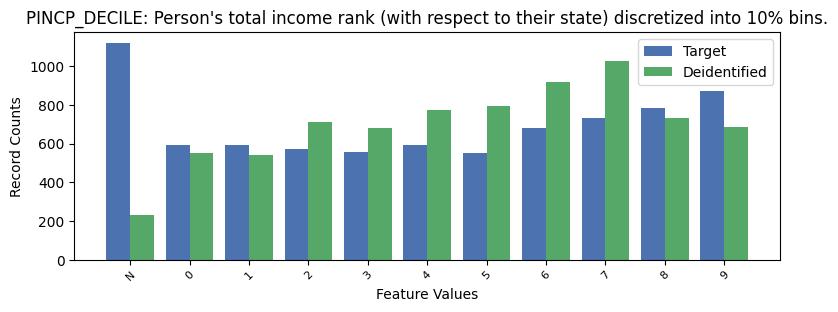 PINCP_DECILE: Person's total income rank (with respect to their state) discretized into 10% bins.
Target
Deidentified
Record Counts
1000
800
600
400
200
0
N 0 1 2 3 4 5 6 7 8 9
Feature Values